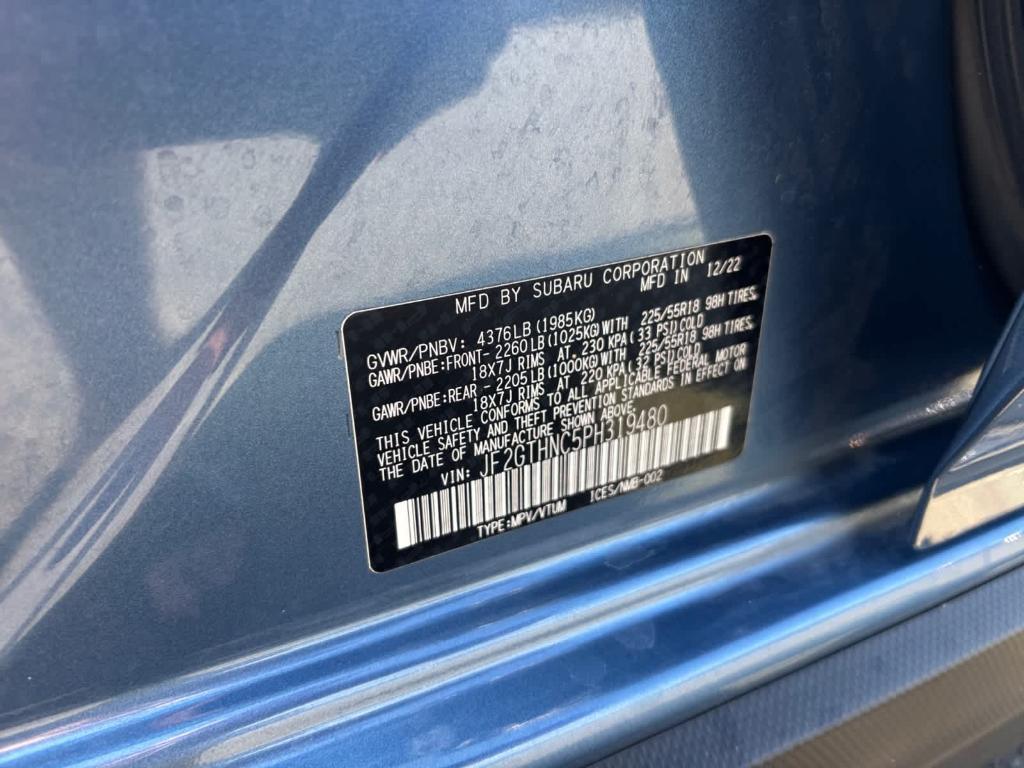 MFD BY SUBARU CORPORATION MFD IN 12/22
GVWR/PNBV: 4376LB (1985KG)
GAWR/PNBE:FRONT- 2260LB (1025KG)WITH 225/55R18 98H TIRES,
18X7J RIMS AT 230 KPA( 33 PSI)COLD
GAWR/PNBE:REAR - 2205LB (1000KG)WITH 225/55R18 98H TIRES,
18X7J RIMS AT 220 KPA( 32 PSI)COLD
THIS VEHICLE CONFORMS TO ALL APPLICABLE FEDERAL MOTOR
VEHICLE SAFETY AND THEFT PREVENTION STANDARDS IN EFFECT ON
THE DATE OF MANUFACTURE SHOWN ABOVE.
VIN: JF2GTHNC5PH319480
TYPE:MPV/VTUM ICES/NMB-002